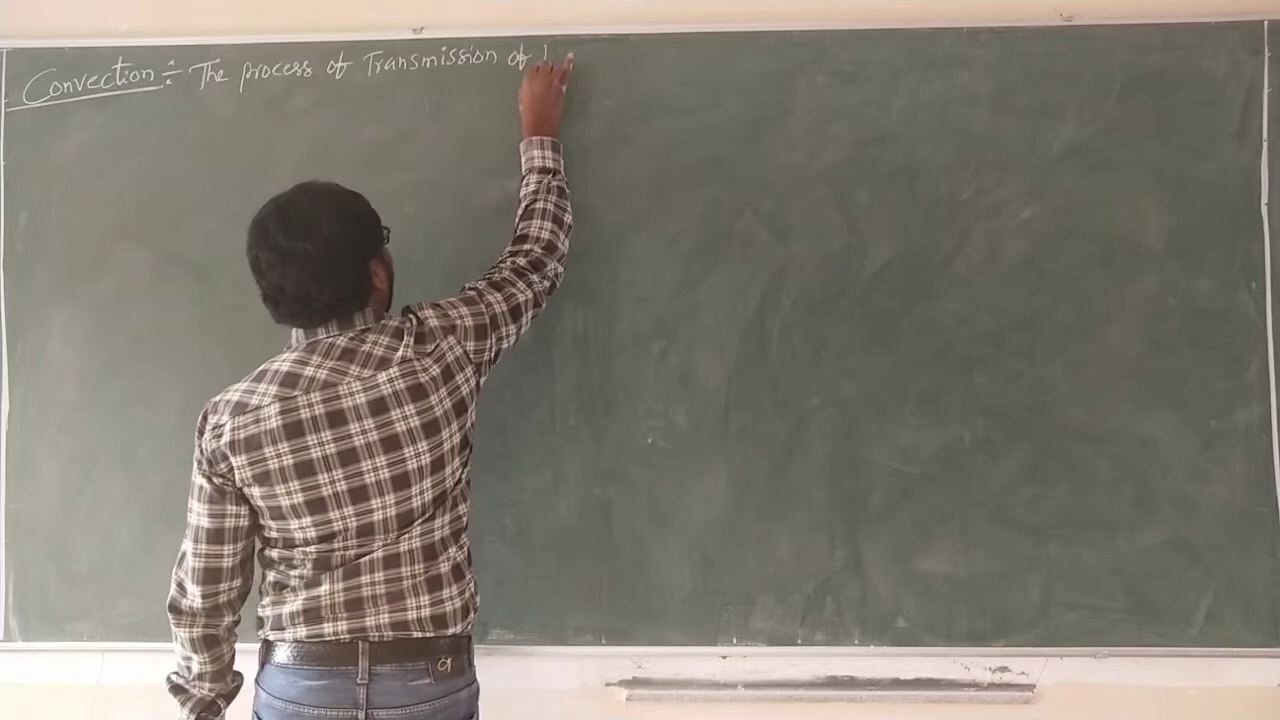 Convection ÷ The process of Transmission of